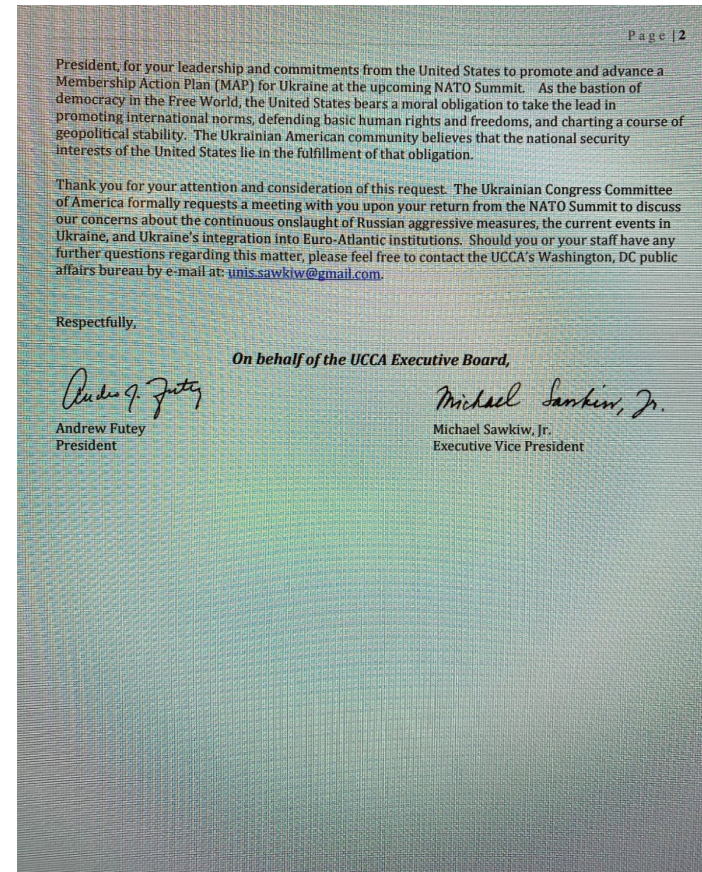 Page | 2
President, for your leadership and commitments from the United States to promote and advance a
Membership Action Plan (MAP) for Ukraine at the upcoming NATO Summit. As the bastion of
democracy in the Free World, the United States bears a moral obligation to take the lead in
promoting international norms, defending basic human rights and freedoms, and charting a course of
geopolitical stability. The Ukrainian American community believes that the national security
interests of the United States lie in the fulfillment of that obligation.
Thank you for your attention and consideration of this request. The Ukrainian Congress Committee
of America formally requests a meeting with you upon your return from the NATO Summit to discuss
our concerns about the continuous onslaught of Russian aggressive measures, the current events in
Ukraine, and Ukraine's integration into Euro-Atlantic institutions. Should you or your staff have any
further questions regarding this matter, please feel free to contact the UCCA's Washington, DC public
affairs bureau by e-mail at: unis.sawkiw@gmail.com.
Respectfully,
On behalf of the UCCA Executive Board,
Andrew J. Futey
Michael Sawkiw, Jr.
Andrew Futey
Michael Sawkiw, Jr.
President
Executive Vice President